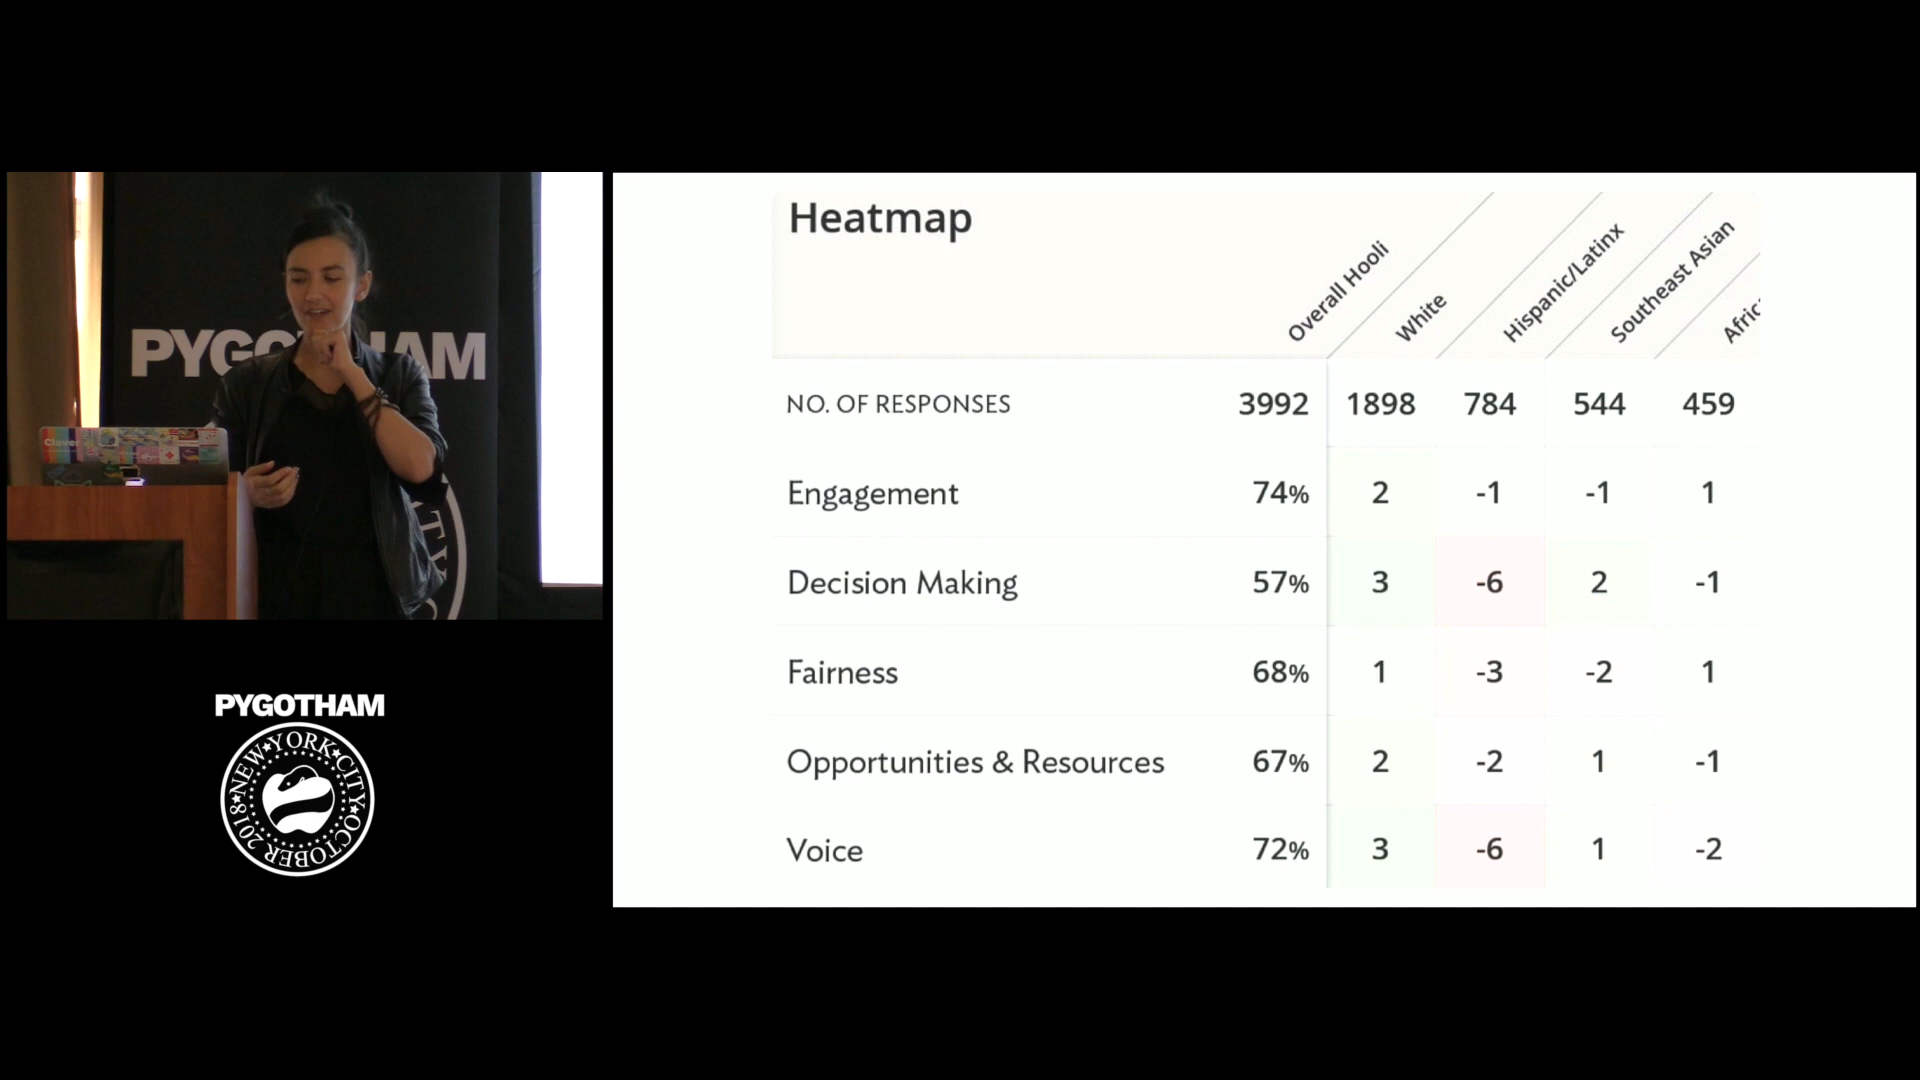 PYGOTHAM
Clover
PYGOTHAM
NEW YORK CITY OCTOBER 2018
Heatmap
Overall Hooli
White
Hispanic/Latinx
Southeast Asian
Afric
NO. OF RESPONSES 3992 1898 784 544 459
Engagement 74% 2 -1 -1 1
Decision Making 57% 3 -6 2 -1
Fairness 68% 1 -3 -2 1
Opportunities & Resources 67% 2 -2 1 -1
Voice 72% 3 -6 1 -2